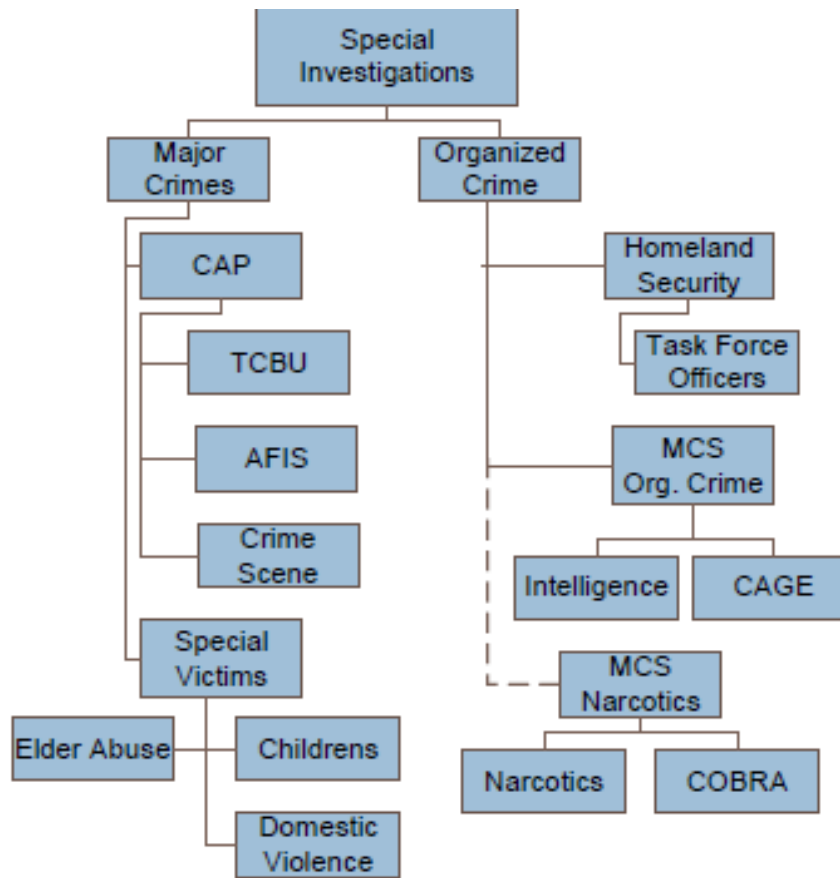 Special
Investigations
Major
Crimes
Organized
Crime
CAP
Homeland
Security
TCBU
Task Force
Officers
AFIS
MCS
Org. Crime
Crime
Scene
Intelligence
CAGE
Special
Victims
MCS
Narcotics
Elder Abuse
Childrens
Narcotics
COBRA
Domestic
Violence